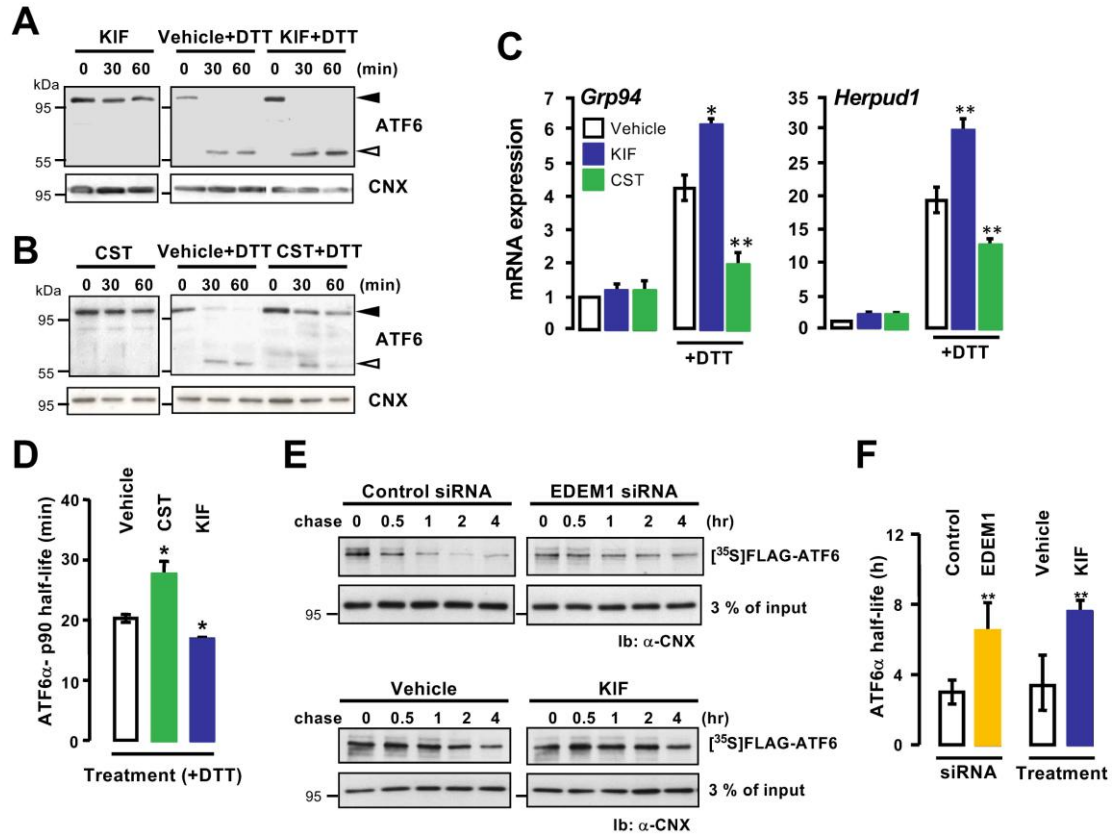 A
KIF Vehicle+DTT KIF+DTT
0 30 60 0 30 60 0 30 60 (min)
kDa
95
ATF6
55
95
CNX
B
CST Vehicle+DTT CST+DTT
0 30 60 0 30 60 0 30 60 (min)
kDa
95
ATF6
55
95
CNX
C
mRNA expression
Grp94
7
6
5
4
3
2
1
0
Vehicle
KIF
CST
*
**
+DTT
Herpud1
35
30
25
20
15
10
5
0
**
**
+DTT
D
ATF6α- p90 half-life (min)
40
30
20
10
0
Vehicle
CST
KIF
*
*
Treatment (+DTT)
E
Control siRNA EDEM1 siRNA
chase 0 0.5 1 2 4 0 0.5 1 2 4 (hr)
[³⁵S]FLAG-ATF6
95
3 % of input
Ib: α-CNX
Vehicle KIF
chase 0 0.5 1 2 4 0 0.5 1 2 4 (hr)
[³⁵S]FLAG-ATF6
95
3 % of input
Ib: α-CNX
F
ATF6α half-life (h)
12
8
4
0
Control
EDEM1
Vehicle
KIF
**
**
siRNA Treatment